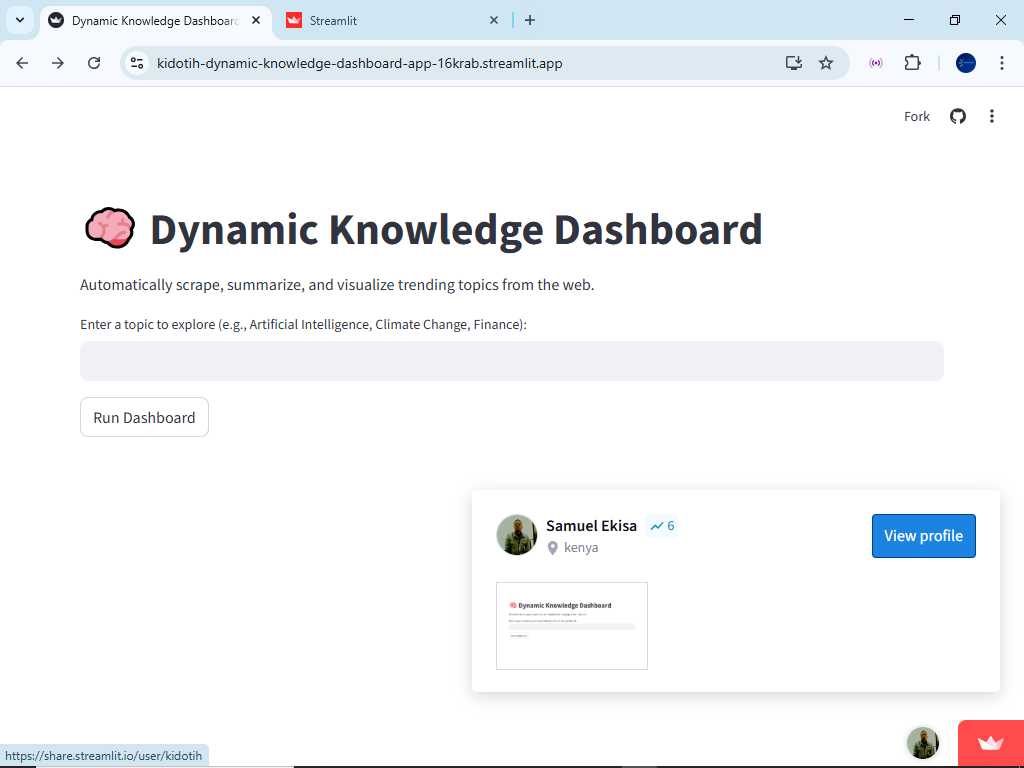 Dynamic Knowledge Dashboard
Streamlit
kidotih-dynamic-knowledge-dashboard-app-16krab.streamlit.app
Fork
Dynamic Knowledge Dashboard
Automatically scrape, summarize, and visualize trending topics from the web.
Enter a topic to explore (e.g., Artificial Intelligence, Climate Change, Finance):
Run Dashboard
Samuel Ekisa 6
kenya
View profile
Dynamic Knowledge Dashboard
https://share.streamlit.io/user/kidotih